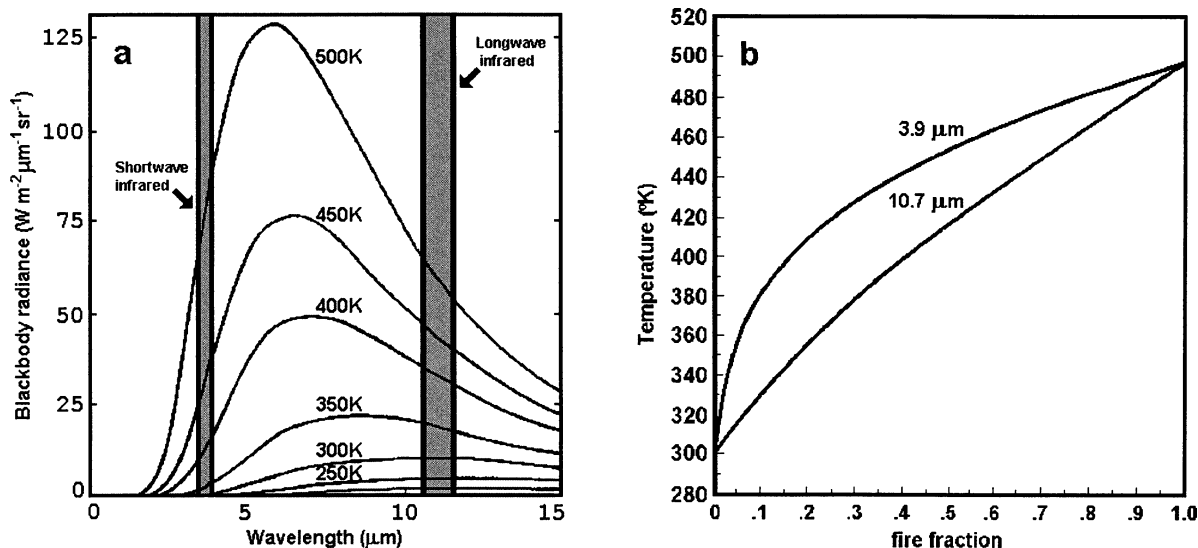 a
Blackbody radiance (W m⁻² μm⁻¹ sr⁻¹)
125
100
75
50
25
0
500K
450K
400K
350K
300K
250K
Shortwave
infrared
Longwave
infrared
0 5 10 15
Wavelength (μm)
b
Temperature (ºK)
520
500
480
460
440
420
400
380
360
340
320
300
280
3.9 μm
10.7 μm
0 .1 .2 .3 .4 .5 .6 .7 .8 .9 1.0
fire fraction